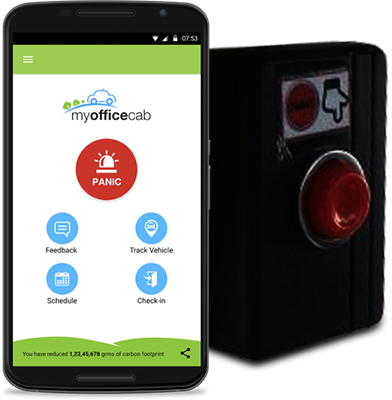 07:53
myofficecab
PANIC
Feedback
Track Vehicle
Schedule
Check-in
You have reduced 1,23,45,678 grms of carbon footprint
PANIC